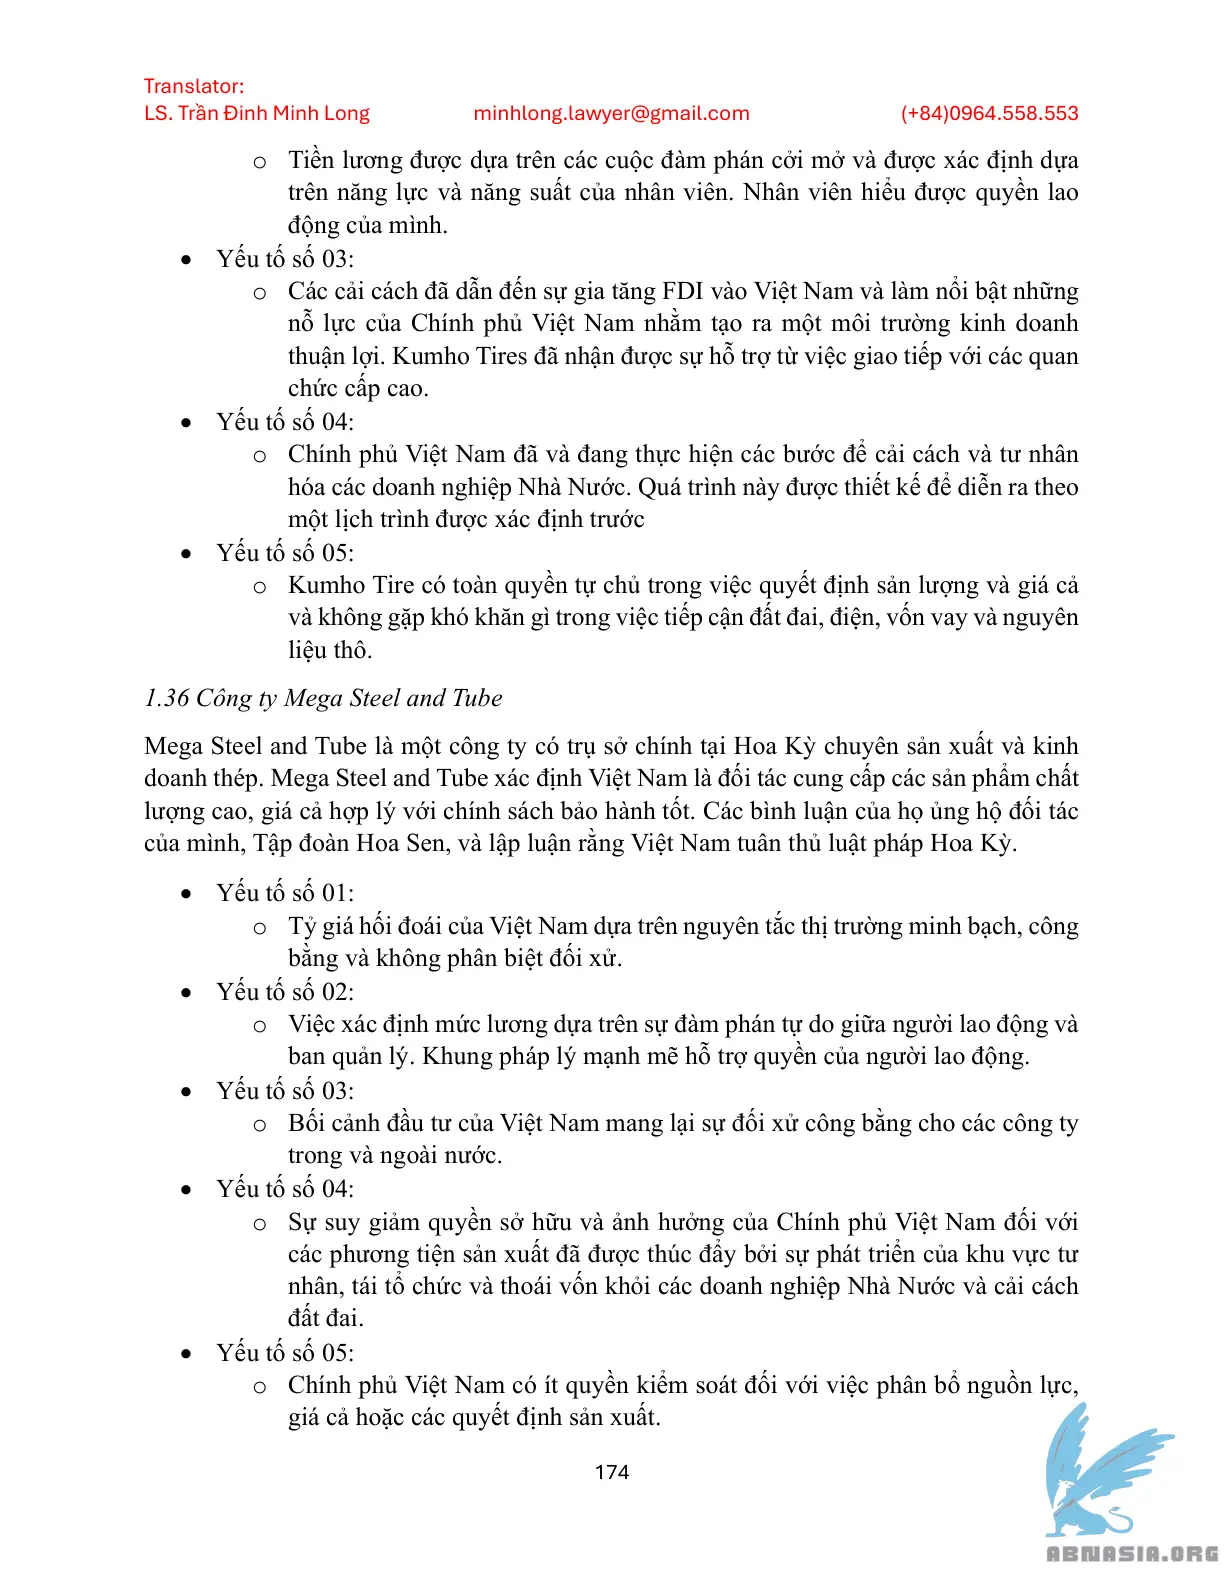 Translator:
LS. Trần Đinh Minh Long minhlong.lawyer@gmail.com (+84)0964.558.553
o Tiền lương được dựa trên các cuộc đàm phán cởi mở và được xác định dựa
trên năng lực và năng suất của nhân viên. Nhân viên hiểu được quyền lao
động của mình.
• Yếu tố số 03:
o Các cải cách đã dẫn đến sự gia tăng FDI vào Việt Nam và làm nổi bật những
nỗ lực của Chính phủ Việt Nam nhằm tạo ra một môi trường kinh doanh
thuận lợi. Kumho Tires đã nhận được sự hỗ trợ từ việc giao tiếp với các quan
chức cấp cao.
• Yếu tố số 04:
o Chính phủ Việt Nam đã và đang thực hiện các bước để cải cách và tư nhân
hóa các doanh nghiệp Nhà Nước. Quá trình này được thiết kế để diễn ra theo
một lịch trình được xác định trước
• Yếu tố số 05:
o Kumho Tire có toàn quyền tự chủ trong việc quyết định sản lượng và giá cả
và không gặp khó khăn gì trong việc tiếp cận đất đai, điện, vốn vay và nguyên
liệu thô.
1.36 Công ty Mega Steel and Tube
Mega Steel and Tube là một công ty có trụ sở chính tại Hoa Kỳ chuyên sản xuất và kinh
doanh thép. Mega Steel and Tube xác định Việt Nam là đối tác cung cấp các sản phẩm chất
lượng cao, giá cả hợp lý với chính sách bảo hành tốt. Các bình luận của họ ủng hộ đối tác
của mình, Tập đoàn Hoa Sen, và lập luận rằng Việt Nam tuân thủ luật pháp Hoa Kỳ.
• Yếu tố số 01:
o Tỷ giá hối đoái của Việt Nam dựa trên nguyên tắc thị trường minh bạch, công
bằng và không phân biệt đối xử.
• Yếu tố số 02:
o Việc xác định mức lương dựa trên sự đàm phán tự do giữa người lao động và
ban quản lý. Khung pháp lý mạnh mẽ hỗ trợ quyền của người lao động.
• Yếu tố số 03:
o Bối cảnh đầu tư của Việt Nam mang lại sự đối xử công bằng cho các công ty
trong và ngoài nước.
• Yếu tố số 04:
o Sự suy giảm quyền sở hữu và ảnh hưởng của Chính phủ Việt Nam đối với
các phương tiện sản xuất đã được thúc đẩy bởi sự phát triển của khu vực tư
nhân, tái tổ chức và thoái vốn khỏi các doanh nghiệp Nhà Nước và cải cách
đất đai.
• Yếu tố số 05:
o Chính phủ Việt Nam có ít quyền kiểm soát đối với việc phân bổ nguồn lực,
giá cả hoặc các quyết định sản xuất.
174
ABNASIA.ORG